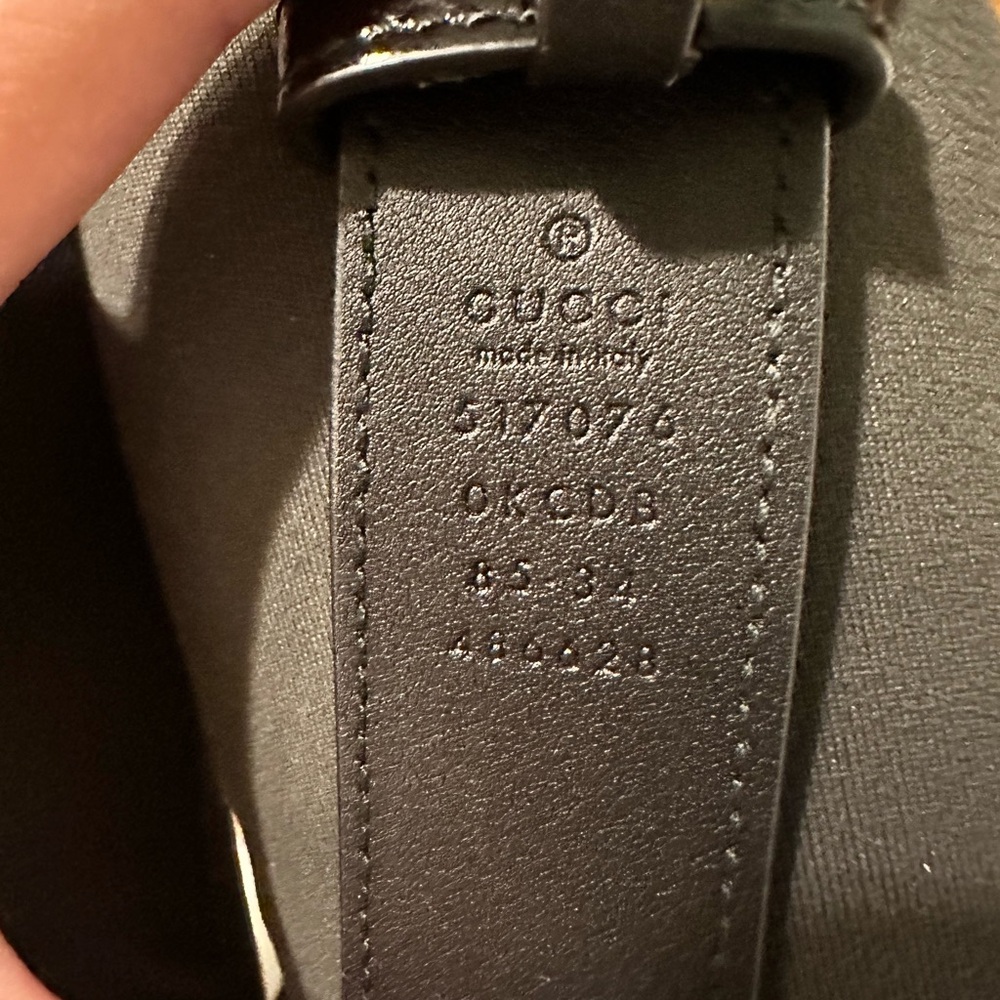 ®
GUCCI
made in italy
517076
0KCDB
85·34
486628